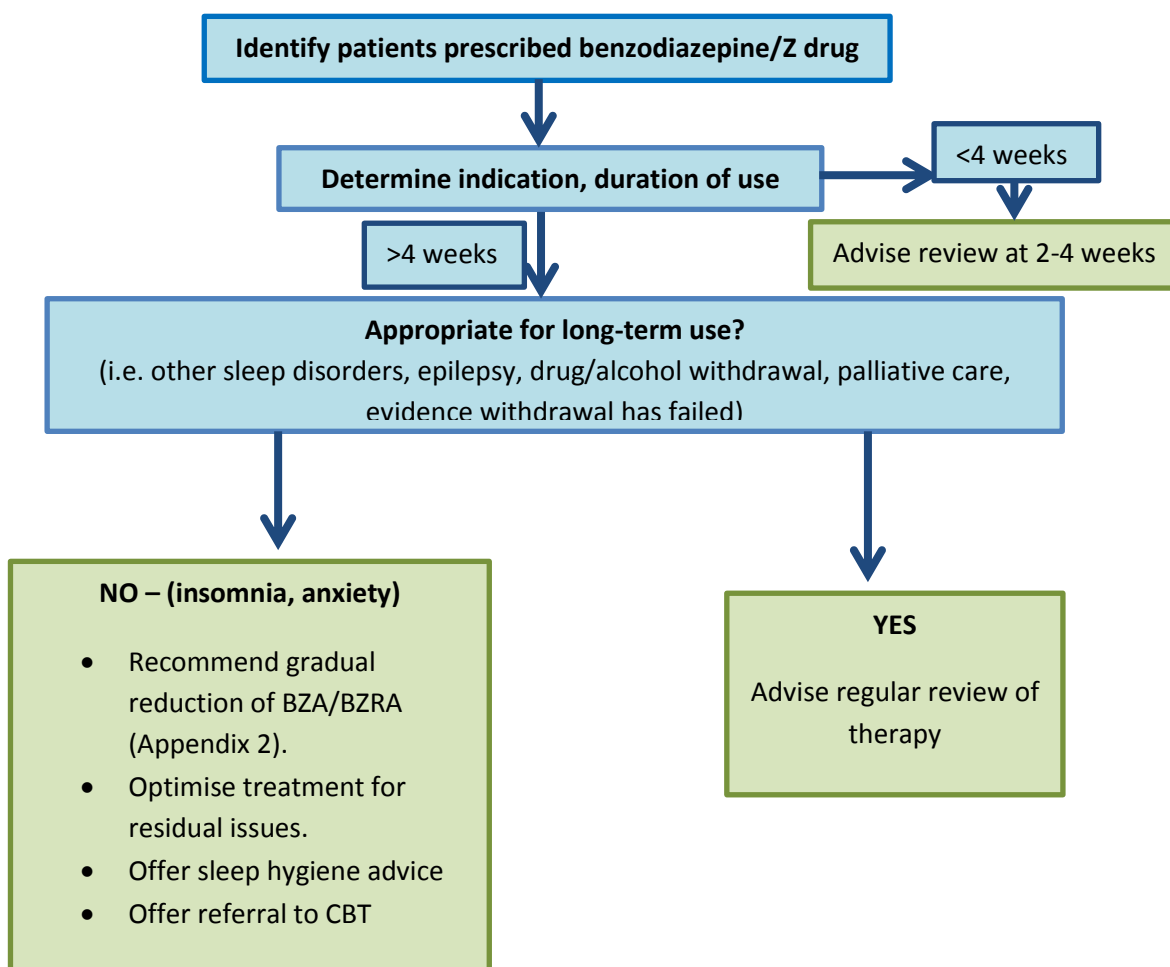 Identify patients prescribed benzodiazepine/Z drug
<4 weeks
Determine indication, duration of use
>4 weeks
Advise review at 2-4 weeks
Appropriate for long-term use?
(i.e. other sleep disorders, epilepsy, drug/alcohol withdrawal, palliative care,
evidence withdrawal has failed)
NO – (insomnia, anxiety)
• Recommend gradual
reduction of BZA/BZRA
(Appendix 2).
• Optimise treatment for
residual issues.
• Offer sleep hygiene advice
• Offer referral to CBT
YES
Advise regular review of
therapy